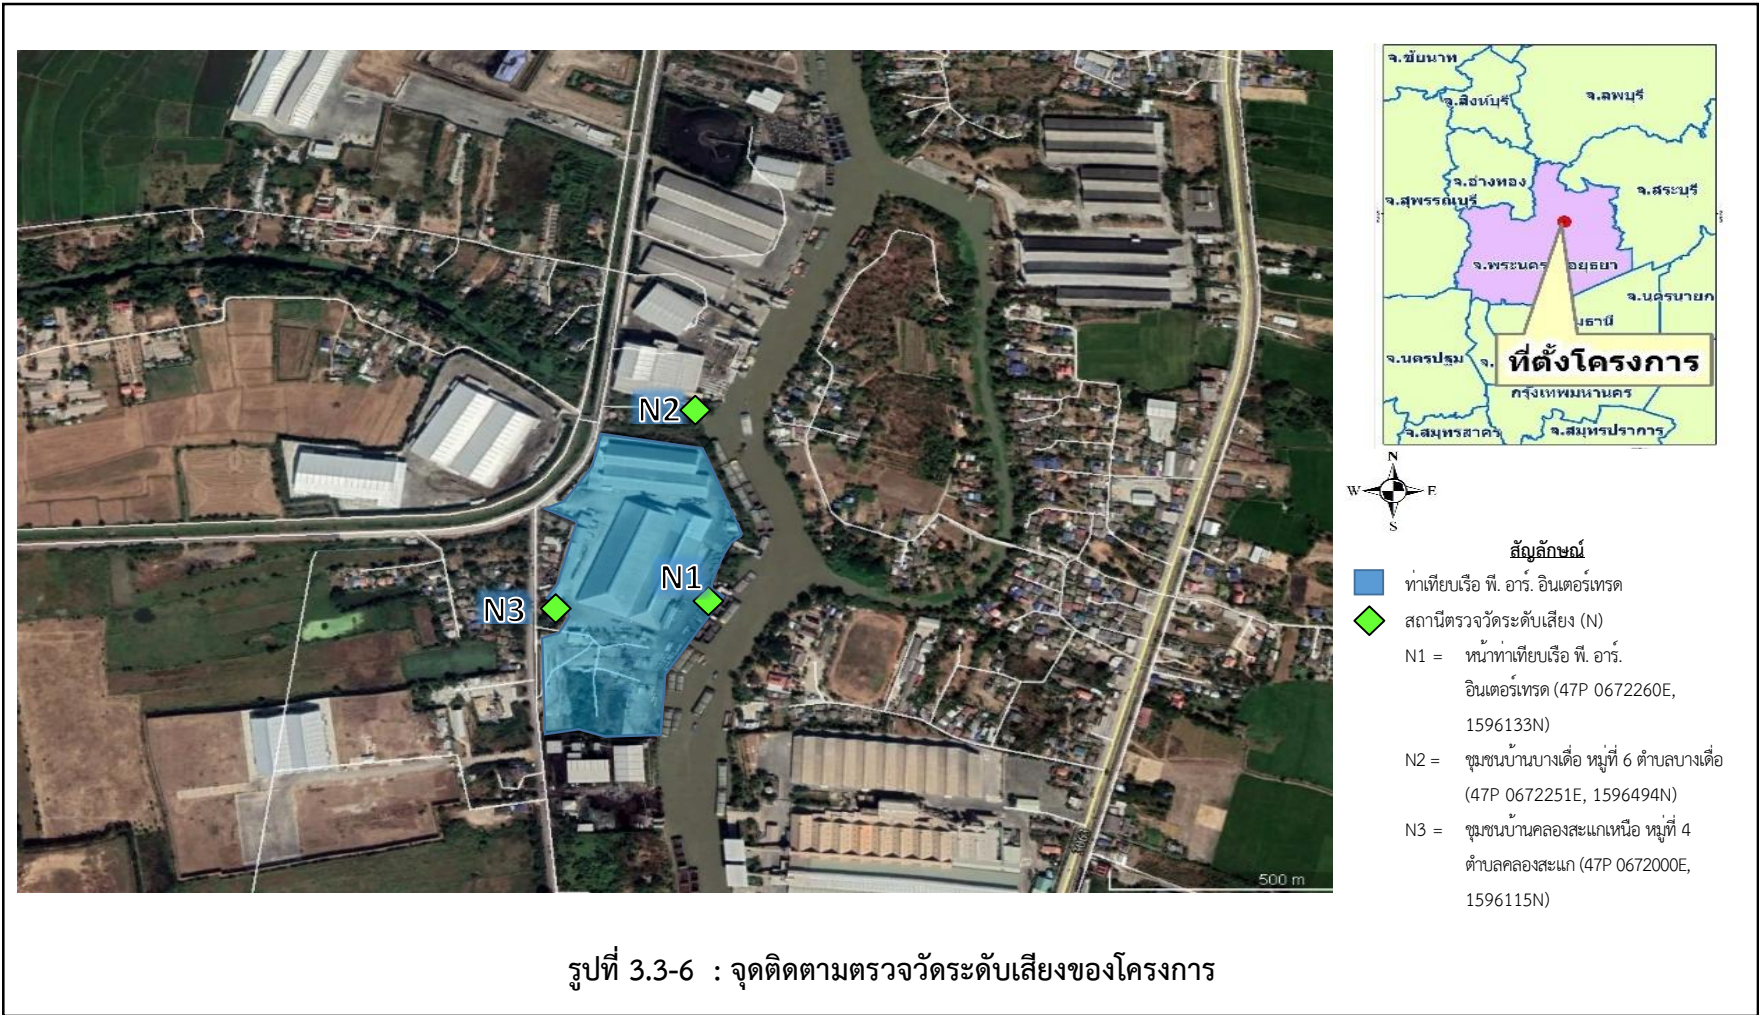 N2
N1
N3
500 m
จ.ชัยนาท
จ.สิงห์บุรี
จ.ลพบุรี
จ.อ่างทอง
จ.สระบุรี
จ.สุพรรณบุรี
จ.พระนคร
อยุธยา
จ.นครนายก
จ.นครปฐม
จ.
ที่ตั้งโครงการ
กรุงเทพมหานคร
จ.สมุทรสาคร
จ.สมุทรปราการ
N
W
E
S
สัญลักษณ์
ท่าเทียบเรือ พี. อาร์. อินเตอร์เทรด
สถานีตรวจวัดระดับเสียง (N)
N1 = หน้าท่าเทียบเรือ พี. อาร์.
อินเตอร์เทรด (47P 0672260E,
1596133N)
N2 = ชุมชนบ้านบางเดื่อ หมู่ที่ 6 ตำบลบางเดื่อ
(47P 0672251E, 1596494N)
N3 = ชุมชนบ้านคลองสะแกเหนือ หมู่ที่ 4
ตำบลคลองสะแก (47P 0672000E,
1596115N)
รูปที่ 3.3-6 : จุดติดตามตรวจวัดระดับเสียงของโครงการ